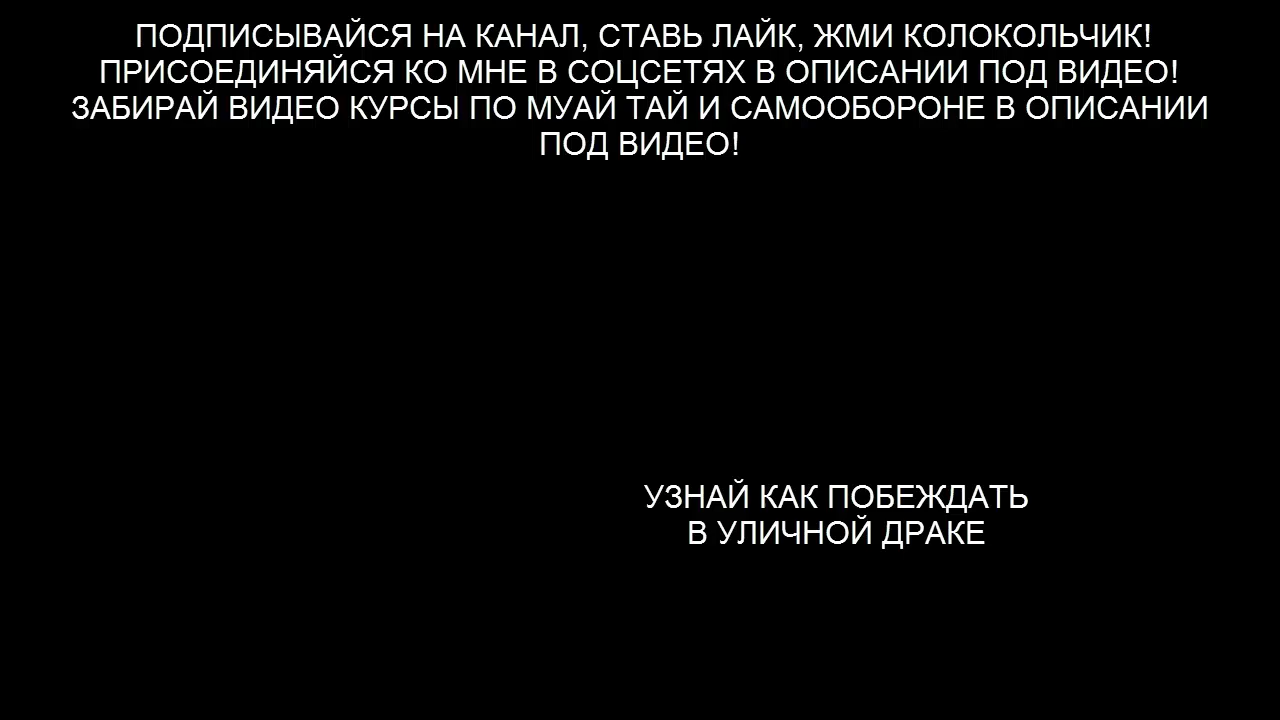 ПОДПИСЫВАЙСЯ НА КАНАЛ, СТАВЬ ЛАЙК, ЖМИ КОЛОКОЛЬЧИК!
ПРИСОЕДИНЯЙСЯ КО МНЕ В СОЦСЕТЯХ В ОПИСАНИИ ПОД ВИДЕО!
ЗАБИРАЙ ВИДЕО КУРСЫ ПО МУАЙ ТАЙ И САМООБОРОНЕ В ОПИСАНИИ
ПОД ВИДЕО!
УЗНАЙ КАК ПОБЕЖДАТЬ
В УЛИЧНОЙ ДРАКЕ